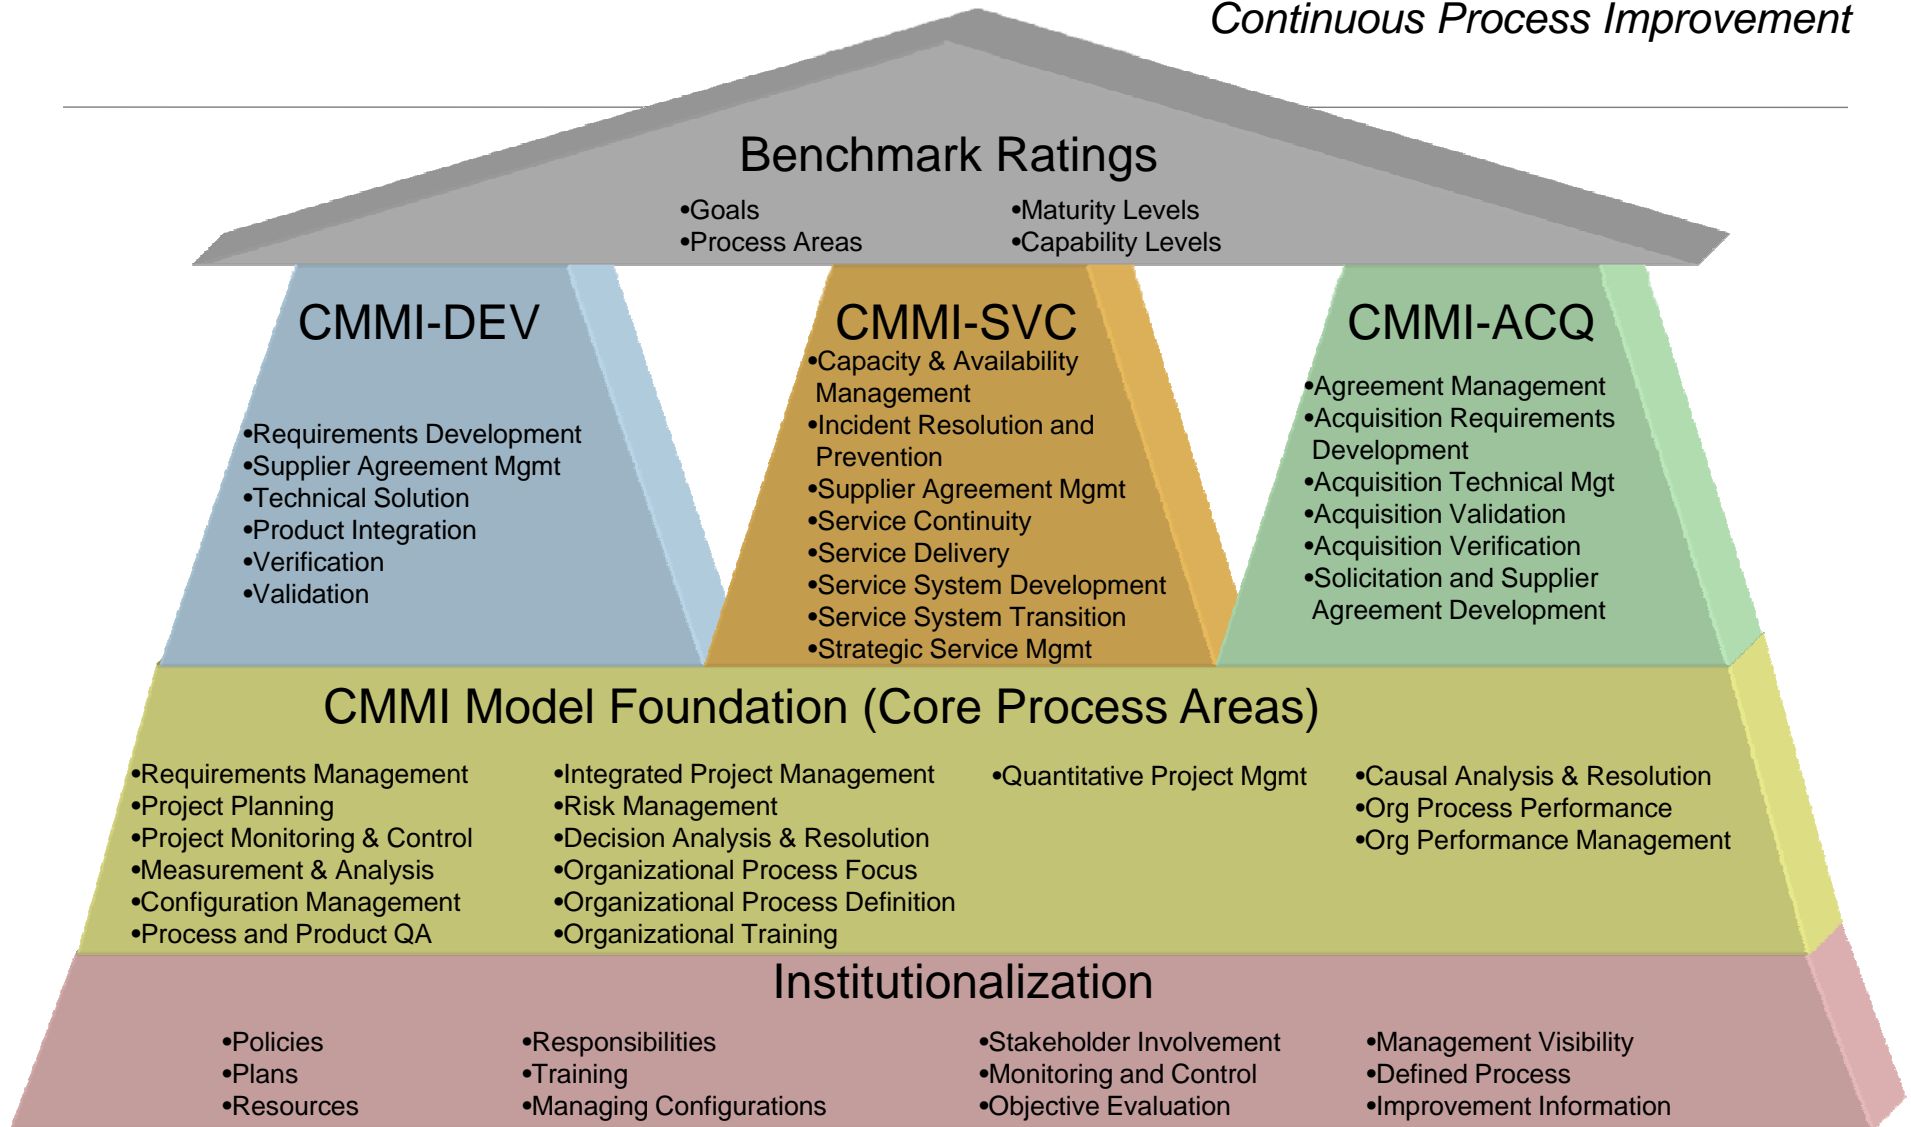 Continuous Process Improvement
Benchmark Ratings
•Goals
•Process Areas
•Maturity Levels
•Capability Levels
CMMI-DEV
•Requirements Development
•Supplier Agreement Mgmt
•Technical Solution
•Product Integration
•Verification
•Validation
CMMI-SVC
•Capacity & Availability
Management
•Incident Resolution and
Prevention
•Supplier Agreement Mgmt
•Service Continuity
•Service Delivery
•Service System Development
•Service System Transition
•Strategic Service Mgmt
CMMI-ACQ
•Agreement Management
•Acquisition Requirements
Development
•Acquisition Technical Mgt
•Acquisition Validation
•Acquisition Verification
•Solicitation and Supplier
Agreement Development
CMMI Model Foundation (Core Process Areas)
•Requirements Management
•Project Planning
•Project Monitoring & Control
•Measurement & Analysis
•Configuration Management
•Process and Product QA
•Integrated Project Management
•Risk Management
•Decision Analysis & Resolution
•Organizational Process Focus
•Organizational Process Definition
•Organizational Training
•Quantitative Project Mgmt
•Causal Analysis & Resolution
•Org Process Performance
•Org Performance Management
Institutionalization
•Policies
•Plans
•Resources
•Responsibilities
•Training
•Managing Configurations
•Stakeholder Involvement
•Monitoring and Control
•Objective Evaluation
•Management Visibility
•Defined Process
•Improvement Information